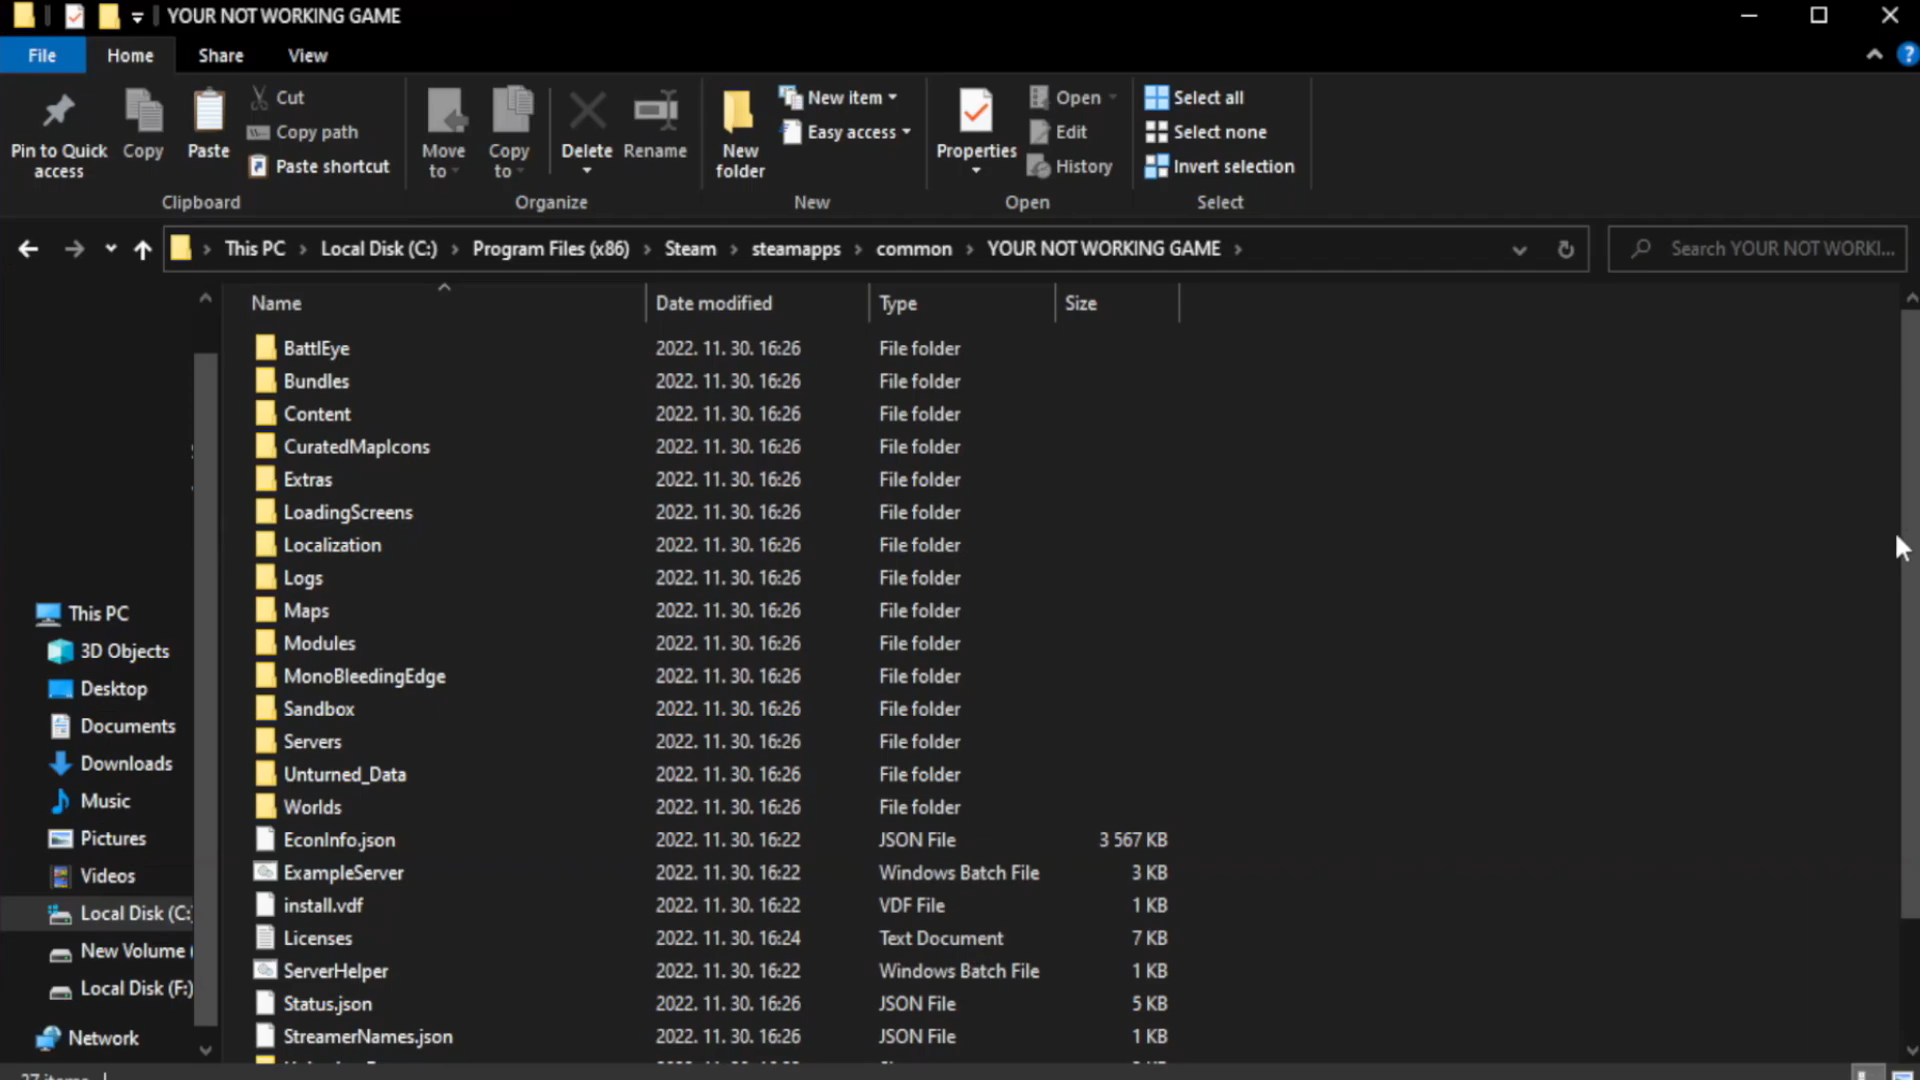 YOUR NOT WORKING GAME
File Home Share View
Pin to Quick access
Copy
Paste
Cut
Copy path
Paste shortcut
Clipboard
Move to
Copy to
Delete
Rename
Organize
New folder
New item
Easy access
New
Properties
Open
Edit
History
Open
Select all
Select none
Invert selection
Select
This PC Local Disk (C:) Program Files (x86) Steam steamapps common YOUR NOT WORKING GAME
Search YOUR NOT WORKI...
Name Date modified Type Size
BattlEye 2022. 11. 30. 16:26 File folder
Bundles 2022. 11. 30. 16:26 File folder
Content 2022. 11. 30. 16:26 File folder
CuratedMapIcons 2022. 11. 30. 16:26 File folder
Extras 2022. 11. 30. 16:26 File folder
LoadingScreens 2022. 11. 30. 16:26 File folder
Localization 2022. 11. 30. 16:26 File folder
Logs 2022. 11. 30. 16:26 File folder
Maps 2022. 11. 30. 16:26 File folder
Modules 2022. 11. 30. 16:26 File folder
MonoBleedingEdge 2022. 11. 30. 16:26 File folder
Sandbox 2022. 11. 30. 16:26 File folder
Servers 2022. 11. 30. 16:26 File folder
Unturned_Data 2022. 11. 30. 16:26 File folder
Worlds 2022. 11. 30. 16:26 File folder
EconInfo.json 2022. 11. 30. 16:22 JSON File 3 567 KB
ExampleServer 2022. 11. 30. 16:22 Windows Batch File 3 KB
install.vdf 2022. 11. 30. 16:22 VDF File 1 KB
Licenses 2022. 11. 30. 16:24 Text Document 7 KB
ServerHelper 2022. 11. 30. 16:22 Windows Batch File 1 KB
Status.json 2022. 11. 30. 16:26 JSON File 5 KB
StreamerNames.json 2022. 11. 30. 16:26 JSON File 1 KB
This PC
3D Objects
Desktop
Documents
Downloads
Music
Pictures
Videos
Local Disk (C:)
New Volume (
Local Disk (F:)
Network